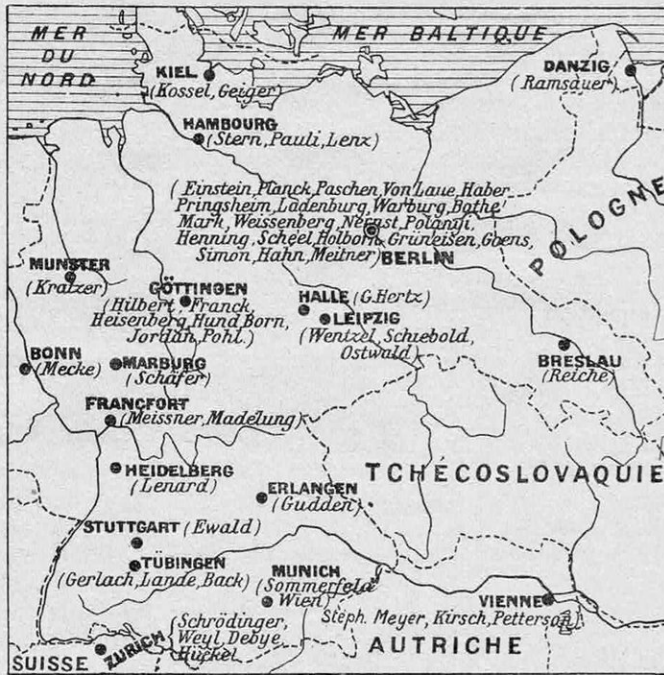 MER
DU
NORD
MER BALTIQUE
KIEL
(Kossel, Geiger)
DANZIG
(Ramsauer)
HAMBOURG
(Stern, Pauli, Lenz)
POLOGNE
(Einstein, Planck, Paschen, Von Laue, Haber
Pringsheim, Ladenburg, Warburg, Bothe
Mark, Weissenberg, Nernst, Polanyi,
Henning, Scheel, Holborn, Grüneisen, Goens,
Simon, Hahn, Meitner)
BERLIN
MUNSTER
(Kratzer)
GÖTTINGEN
(Hilbert, Franck,
Heisenberg, Hund, Born,
Jordan, Pohl.)
HALLE (G.Hertz)
LEIPZIG
(Wentzel, Schiebold,
Ostwald)
BONN
(Mecke)
MARBURG
(Schäfer)
BRESLAU
(Reiche)
FRANCFORT
(Meissner, Madelung)
TCHÉCOSLOVAQUIE
HEIDELBERG
(Lenard)
ERLANGEN
(Gudden)
STUTTGART (Ewald)
TÜBINGEN
(Gerlach, Lande, Back)
MUNICH
(Sommerfeld
Wien)
VIENNE
Steph. Meyer, Kirsch, Petterson)
(Schrödinger,
Weyl, Debye,
Hückel
ZURICH
SUISSE
AUTRICHE